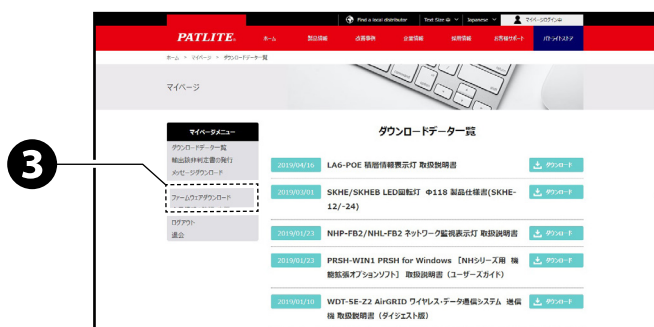 Find a local distributor Text Size Japanese マイページログイン中
PATLITE ホーム 製品情報 改善事例 企業情報 採用情報 お客様サポート パトライトストア
ホーム > マイページ > ダウンロードデータ一覧
マイページ
マイページメニュー
ダウンロードデータ一覧
輸出該非判定書の発行
メッセージダウンロード
ファームウェアダウンロード
ログアウト
退会
3
ダウンロードデータ一覧
2019/04/16 LA6-POE 積層情報表示灯 取扱説明書 ダウンロード
2019/03/01 SKHE/SKHEB LED回転灯 Φ118 製品仕様書(SKHE-
12/-24) ダウンロード
2019/01/23 NHP-FB2/NHL-FB2 ネットワーク監視表示灯 取扱説明書 ダウンロード
2019/01/23 PRSH-WIN1 PRSH for Windows [NHシリーズ用 機
能拡張オプションソフト] 取扱説明書(ユーザーズガイド) ダウンロード
2019/01/10 WDT-5E-Z2 AirGRID ワイヤレス・データ通信システム 送信
機 取扱説明書(ダイジェスト版) ダウンロード